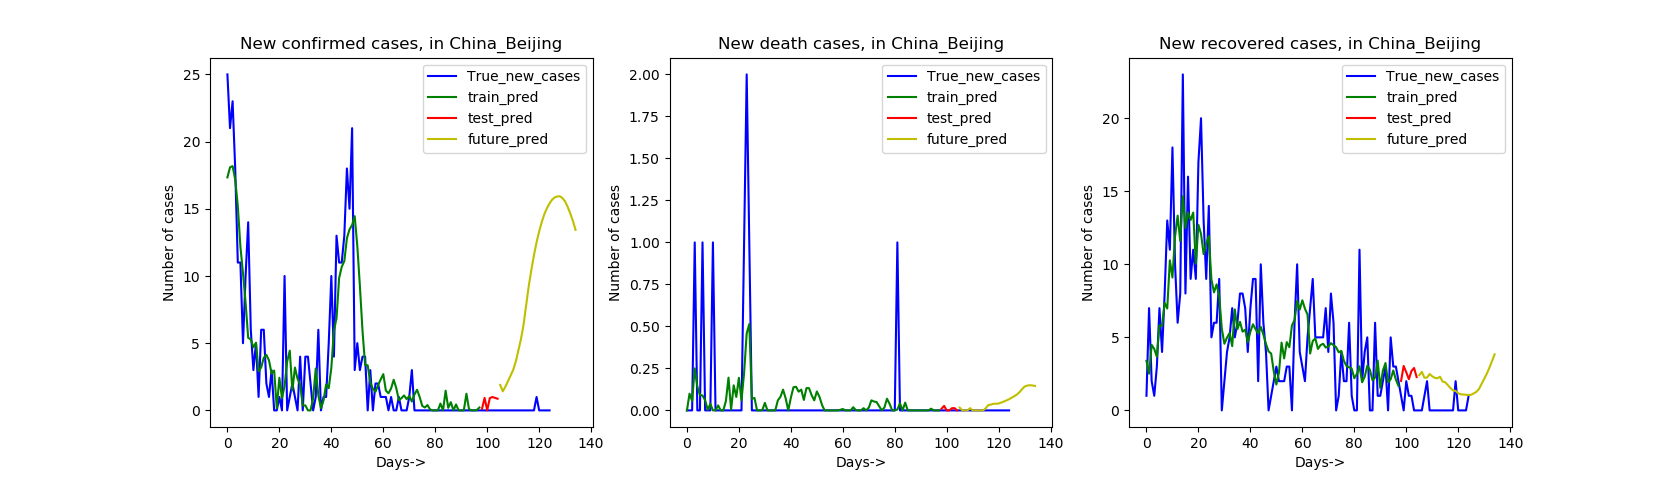 New confirmed cases, in China_Beijing
Number of cases
25
20
15
10
5
0
True_new_cases
train_pred
test_pred
future_pred
0 20 40 60 80 100 120 140
Days->
New death cases, in China_Beijing
Number of cases
2.00
1.75
1.50
1.25
1.00
0.75
0.50
0.25
0.00
True_new_cases
train_pred
test_pred
future_pred
0 20 40 60 80 100 120 140
Days->
New recovered cases, in China_Beijing
Number of cases
20
15
10
5
0
True_new_cases
train_pred
test_pred
future_pred
0 20 40 60 80 100 120 140
Days->